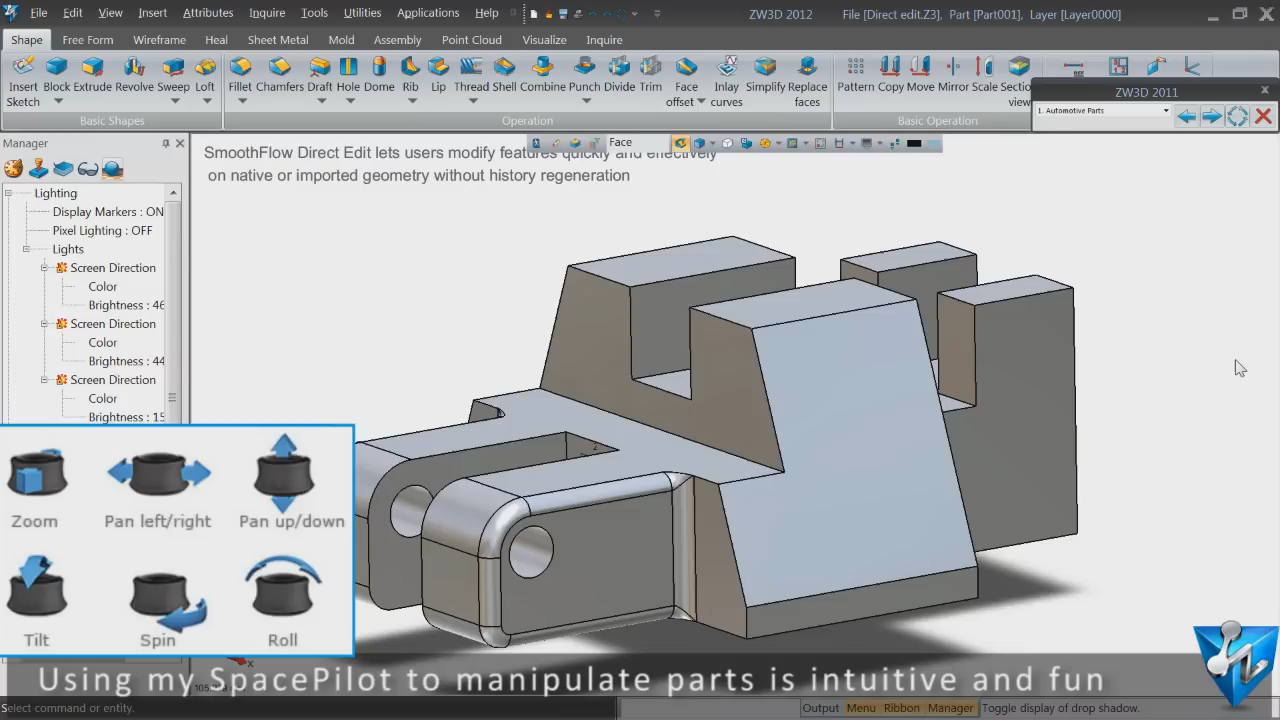 File Edit View Insert Attributes Inquire Tools Utilities Applications Help
ZW3D 2012 File [Direct edit.Z3], Part [Part001], Layer [Layer0000]
Shape Free Form Wireframe Heal Sheet Metal Mold Assembly Point Cloud Visualize Inquire
Insert Sketch Block Extrude Revolve Sweep Loft
Basic Shapes
Fillet Chamfers Draft Hole Dome Rib Lip Thread Shell Combine Punch Divide Trim Face offset Inlay curves Simplify Replace faces
Operation
Pattern Copy Move Mirror Scale
Basic Operation
ZW3D 2011
1. Automotive Parts
Manager
Face
SmoothFlow Direct Edit lets users modify features quickly and effectively
on native or imported geometry without history regeneration
Lighting
Display Markers : ON
Pixel Lighting : OFF
Lights
Screen Direction
Color
Brightness : 46
Screen Direction
Color
Brightness : 44
Screen Direction
Color
Brightness : 15
Zoom Pan left/right Pan up/down
Tilt Spin Roll
X
Using my SpacePilot to manipulate parts is intuitive and fun
Select command or entity.
Output Menu Ribbon Manager Toggle display of drop shadow.